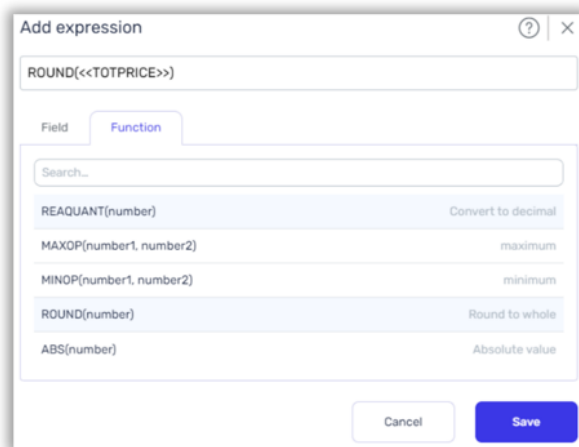 Add expression
ROUND(<<TOTPRICE>>)
Field Function
Search...
REAQUANT(number) Convert to decimal
MAXOP(number1, number2) maximum
MINOP(number1, number2) minimum
ROUND(number) Round to whole
ABS(number) Absolute value
Cancel Save